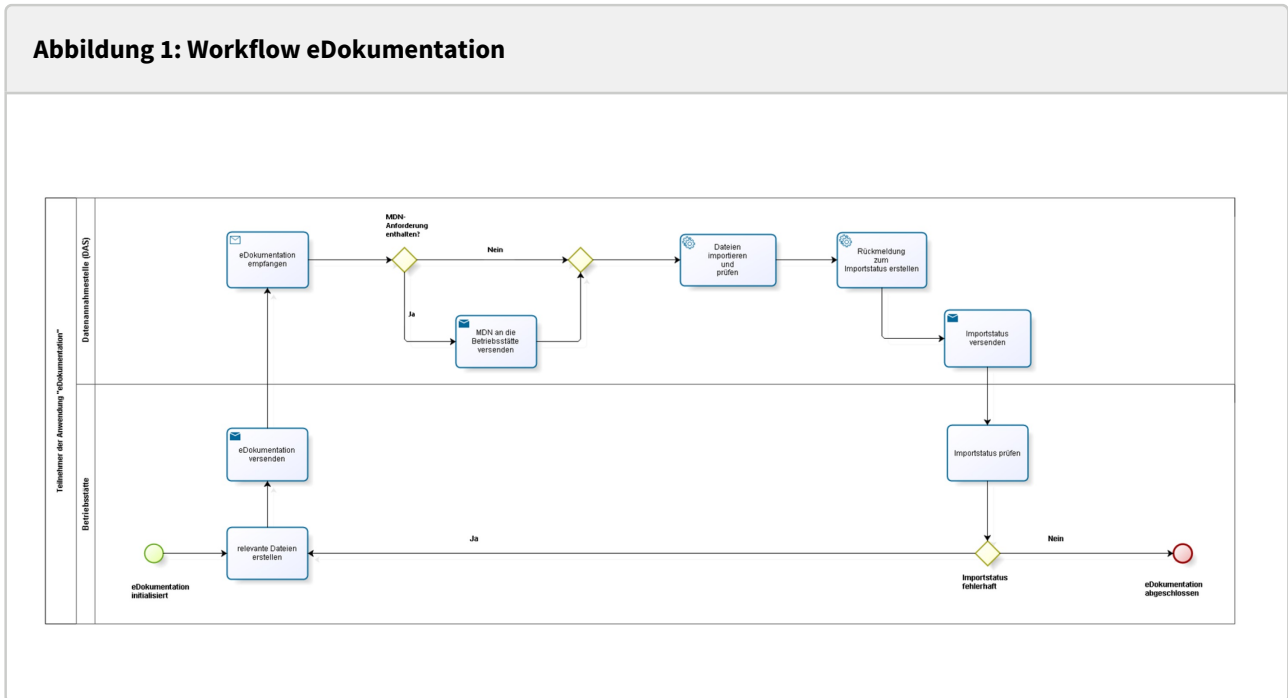 Abbildung 1: Workflow eDokumentation
Teilnehmer der Anwendung "eDokumentation"
Datenannahmestelle (DAS)
eDokumentation
empfangen
MDN-
Anforderung
enthalten?
Nein
Ja
MDN an die
Betriebsstätte
versenden
Dateien
importieren
und
prüfen
Rückmeldung
zum
Importstatus erstellen
Importstatus
versenden
Betriebsstätte
eDokumentation
versenden
Importstatus prüfen
eDokumentation
initialisiert
relevante Dateien
erstellen
Ja
Importstatus
fehlerhaft
Nein
eDokumentation
abgeschlossen